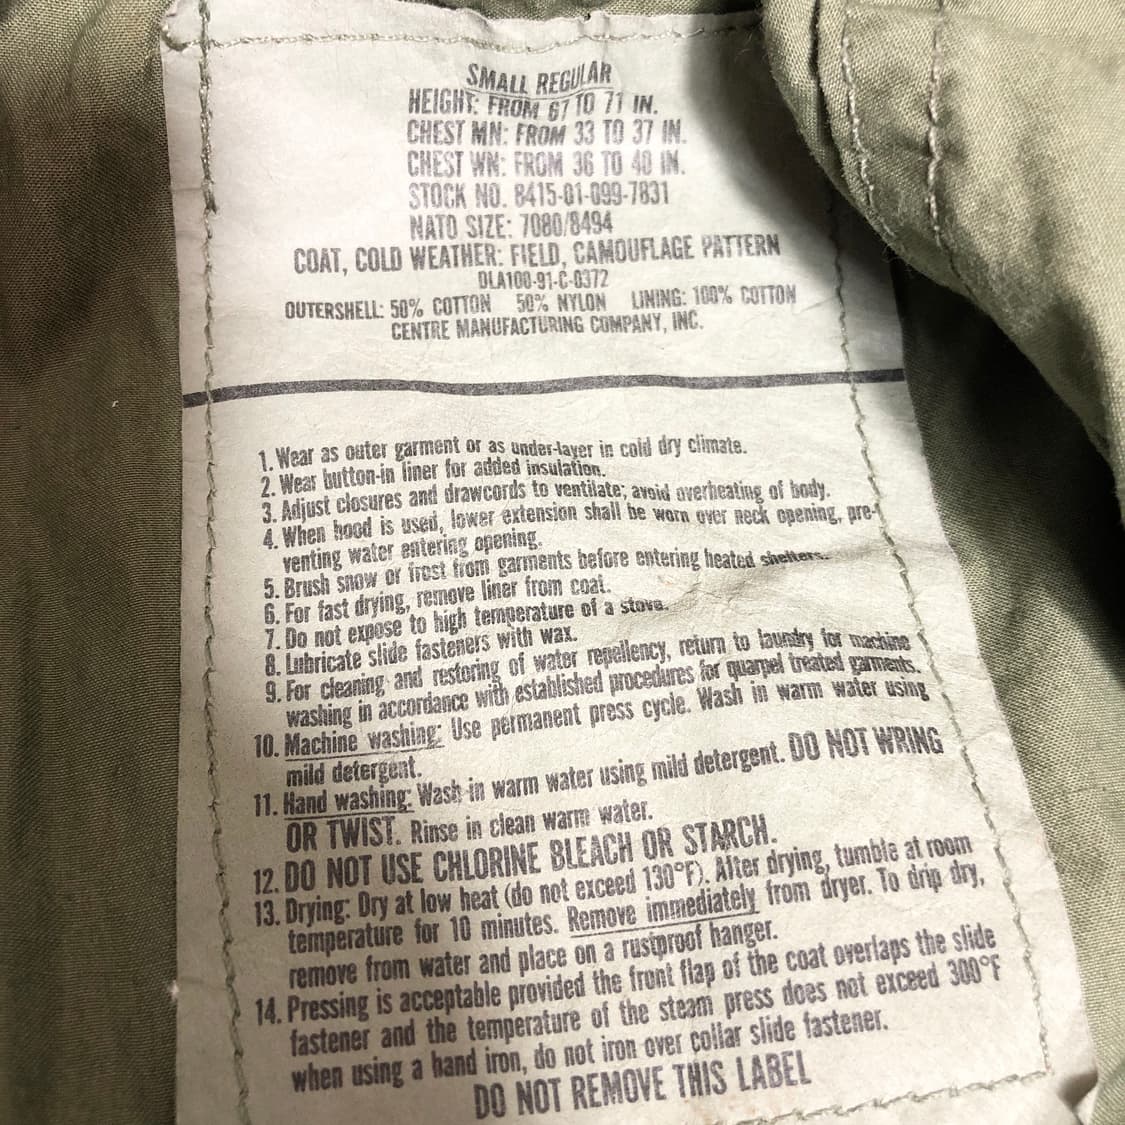 SMALL REGULAR
HEIGHT: FROM 67 TO 71 IN.
CHEST MN: FROM 33 TO 37 IN.
CHEST WN: FROM 36 TO 40 IN.
STOCK NO. 8415-01-099-7831
NATO SIZE: 7080/8494
COAT, COLD WEATHER: FIELD, CAMOUFLAGE PATTERN
DLA100-91-C-0372
OUTERSHELL: 50% COTTON 50% NYLON LINING: 100% COTTON
CENTRE MANUFACTURING COMPANY, INC.
1. Wear as outer garment or as under-layer in cold dry climate.
2. Wear button-in liner for added insulation.
3. Adjust closures and drawcords to ventilate; avoid overheating of body.
4. When hood is used, lower extension shall be worn over neck opening, pre-
venting water entering opening.
5. Brush snow or frost from garments before entering heated shelters.
6. For fast drying, remove liner from coat.
7. Do not expose to high temperature of a stove.
8. Lubricate slide fasteners with wax.
9. For cleaning and restoring of water repellency, return to laundry for machine
washing in accordance with established procedures for quarpel treated garments.
10. Machine washing: Use permanent press cycle. Wash in warm water using
mild detergent.
11. Hand washing: Wash in warm water using mild detergent. DO NOT WRING
OR TWIST. Rinse in clean warm water.
12. DO NOT USE CHLORINE BLEACH OR STARCH.
13. Drying: Dry at low heat (do not exceed 130°F). After drying, tumble at room
temperature for 10 minutes. Remove immediately from dryer. To drip dry,
remove from water and place on a rustproof hanger.
14. Pressing is acceptable provided the front flap of the coat overlaps the slide
fastener and the temperature of the steam press does not exceed 300°F
when using a hand iron, do not iron over collar slide fastener.
DO NOT REMOVE THIS LABEL